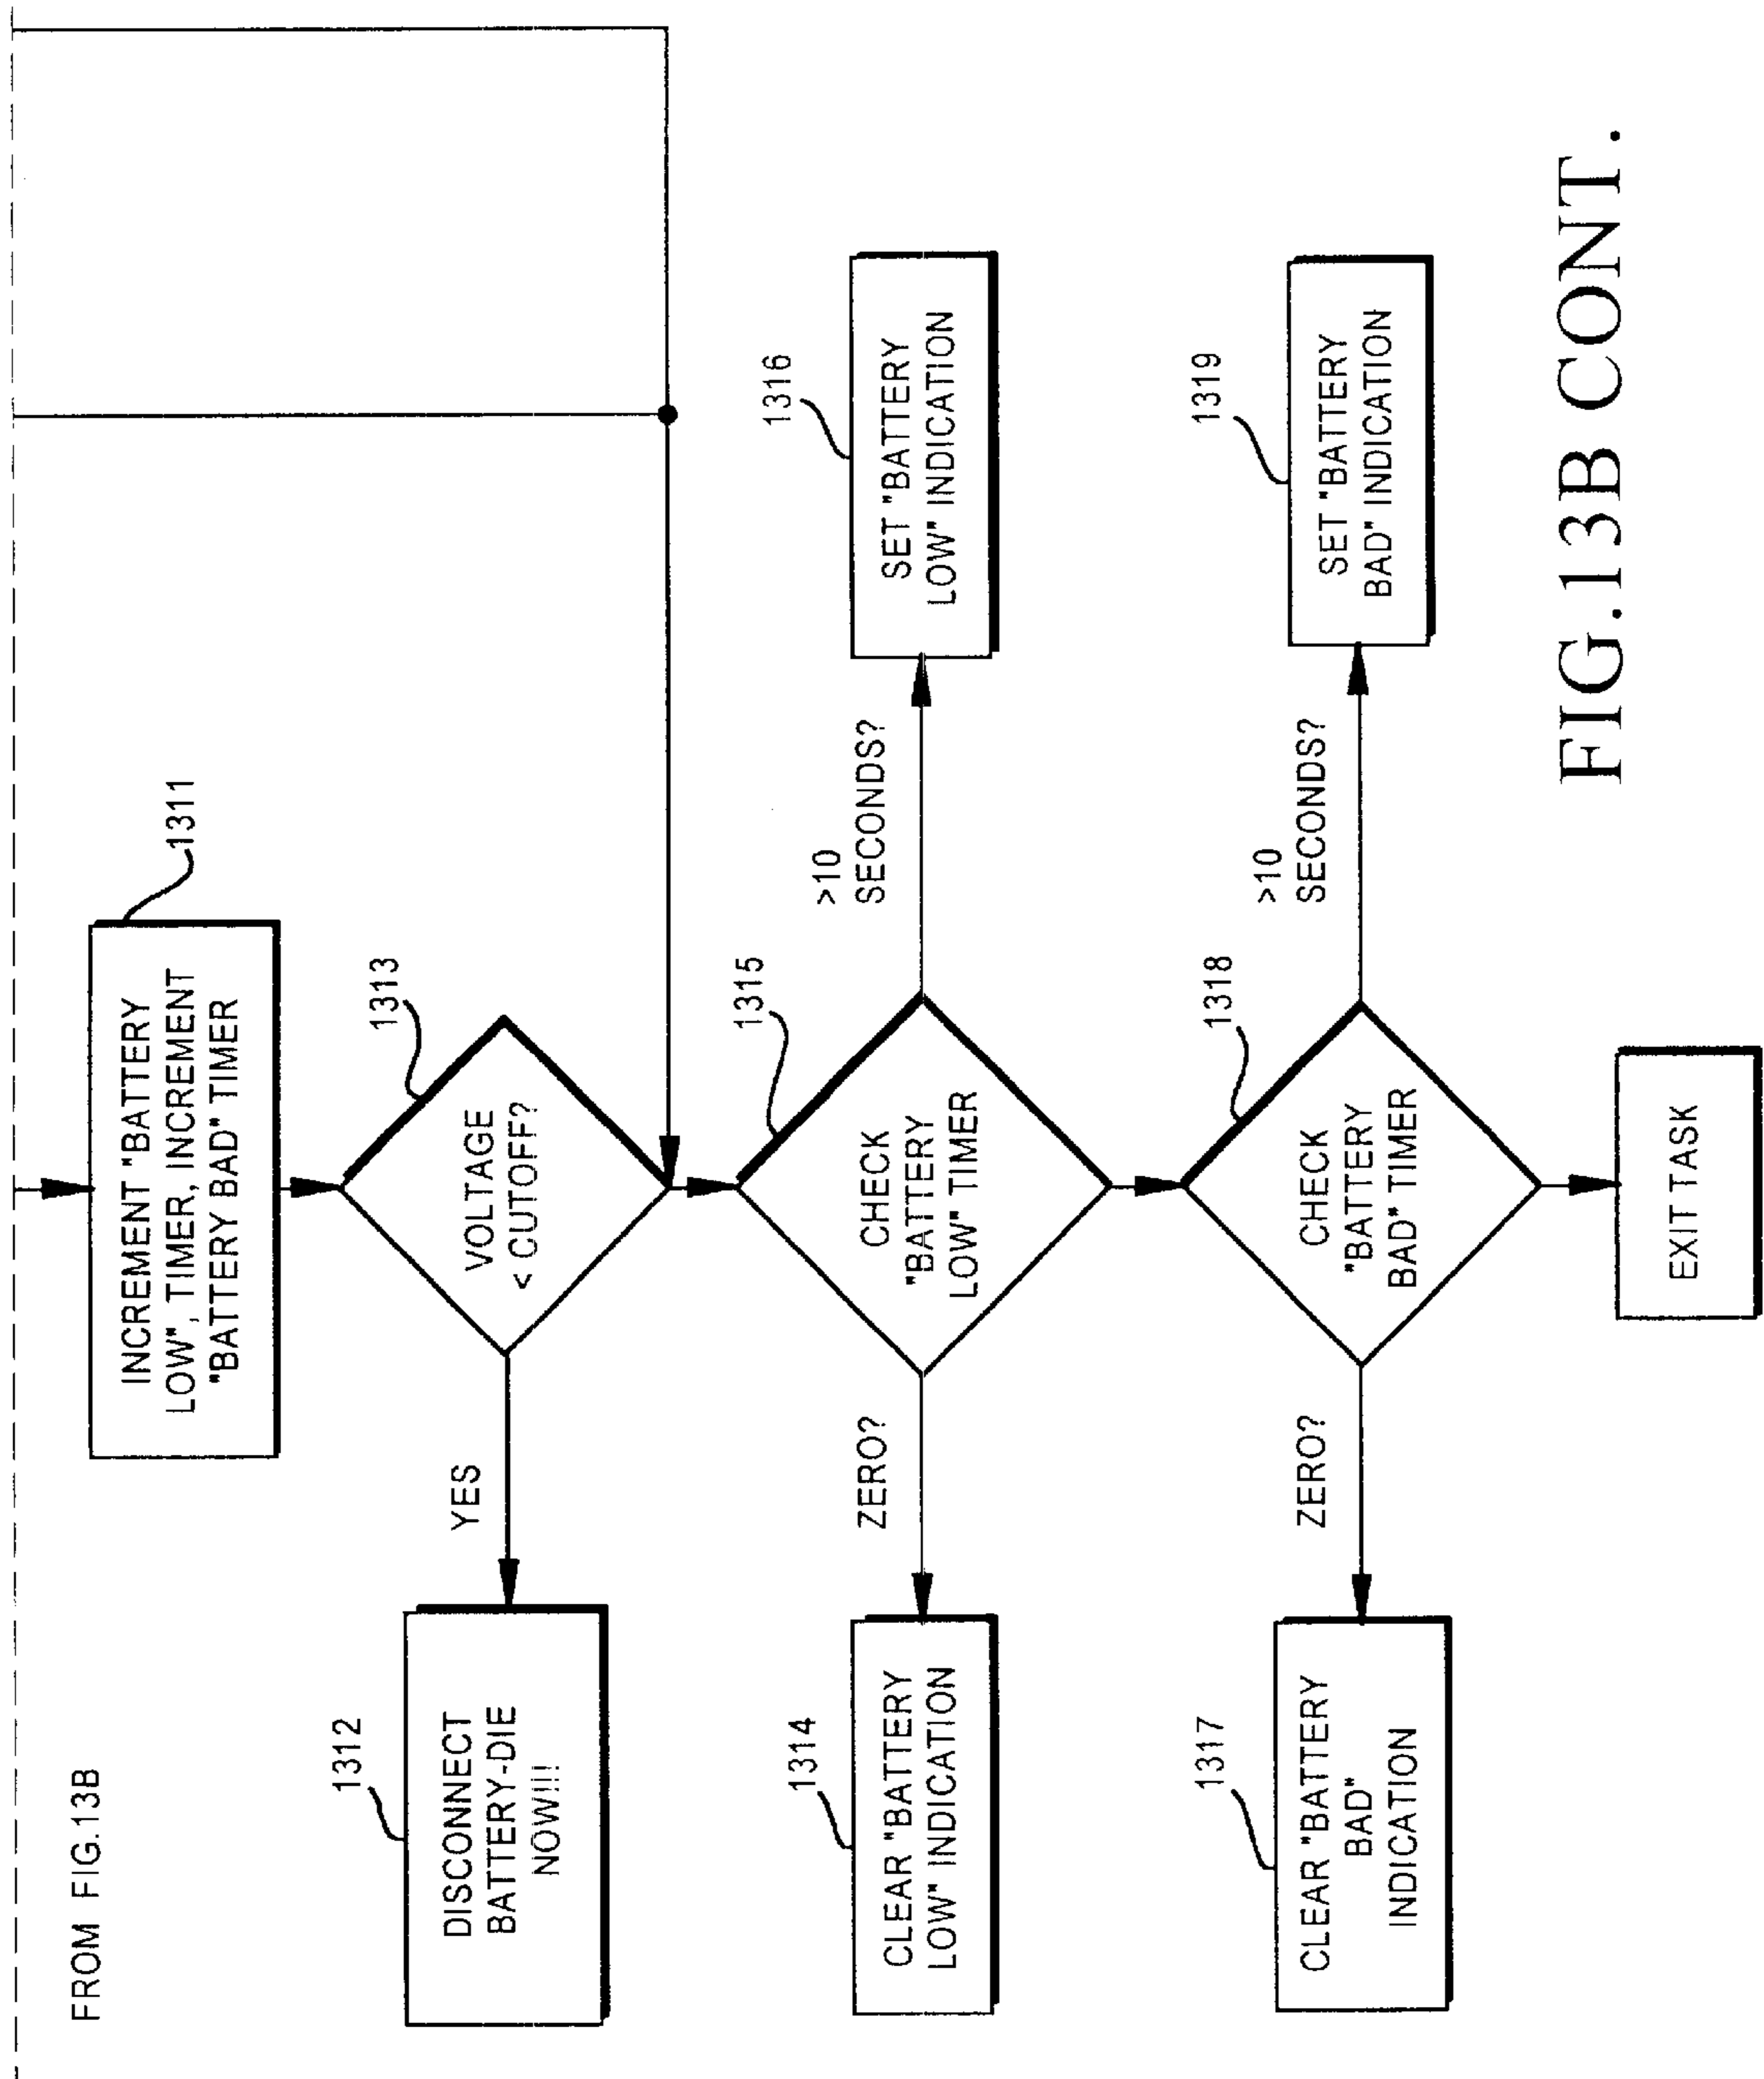 FROM FIG.13B
INCREMENT "BATTERY
LOW", TIMER, INCREMENT
"BATTERY BAD" TIMER
1311
1312
DISCONNECT
BATTERY-DIE
NOW!!!
YES
VOLTAGE
< CUTOFF?
1313
1314
CLEAR "BATTERY
LOW" INDICATION
ZERO?
CHECK
"BATTERY
LOW" TIMER
1315
>10
SECONDS?
1316
SET "BATTERY
LOW" INDICATION
1317
CLEAR "BATTERY
BAD"
INDICATION
ZERO?
CHECK
"BATTERY
BAD" TIMER
1318
>10
SECONDS?
1319
SET "BATTERY
BAD" INDICATION
EXIT TASK
FIG.13B CONT.